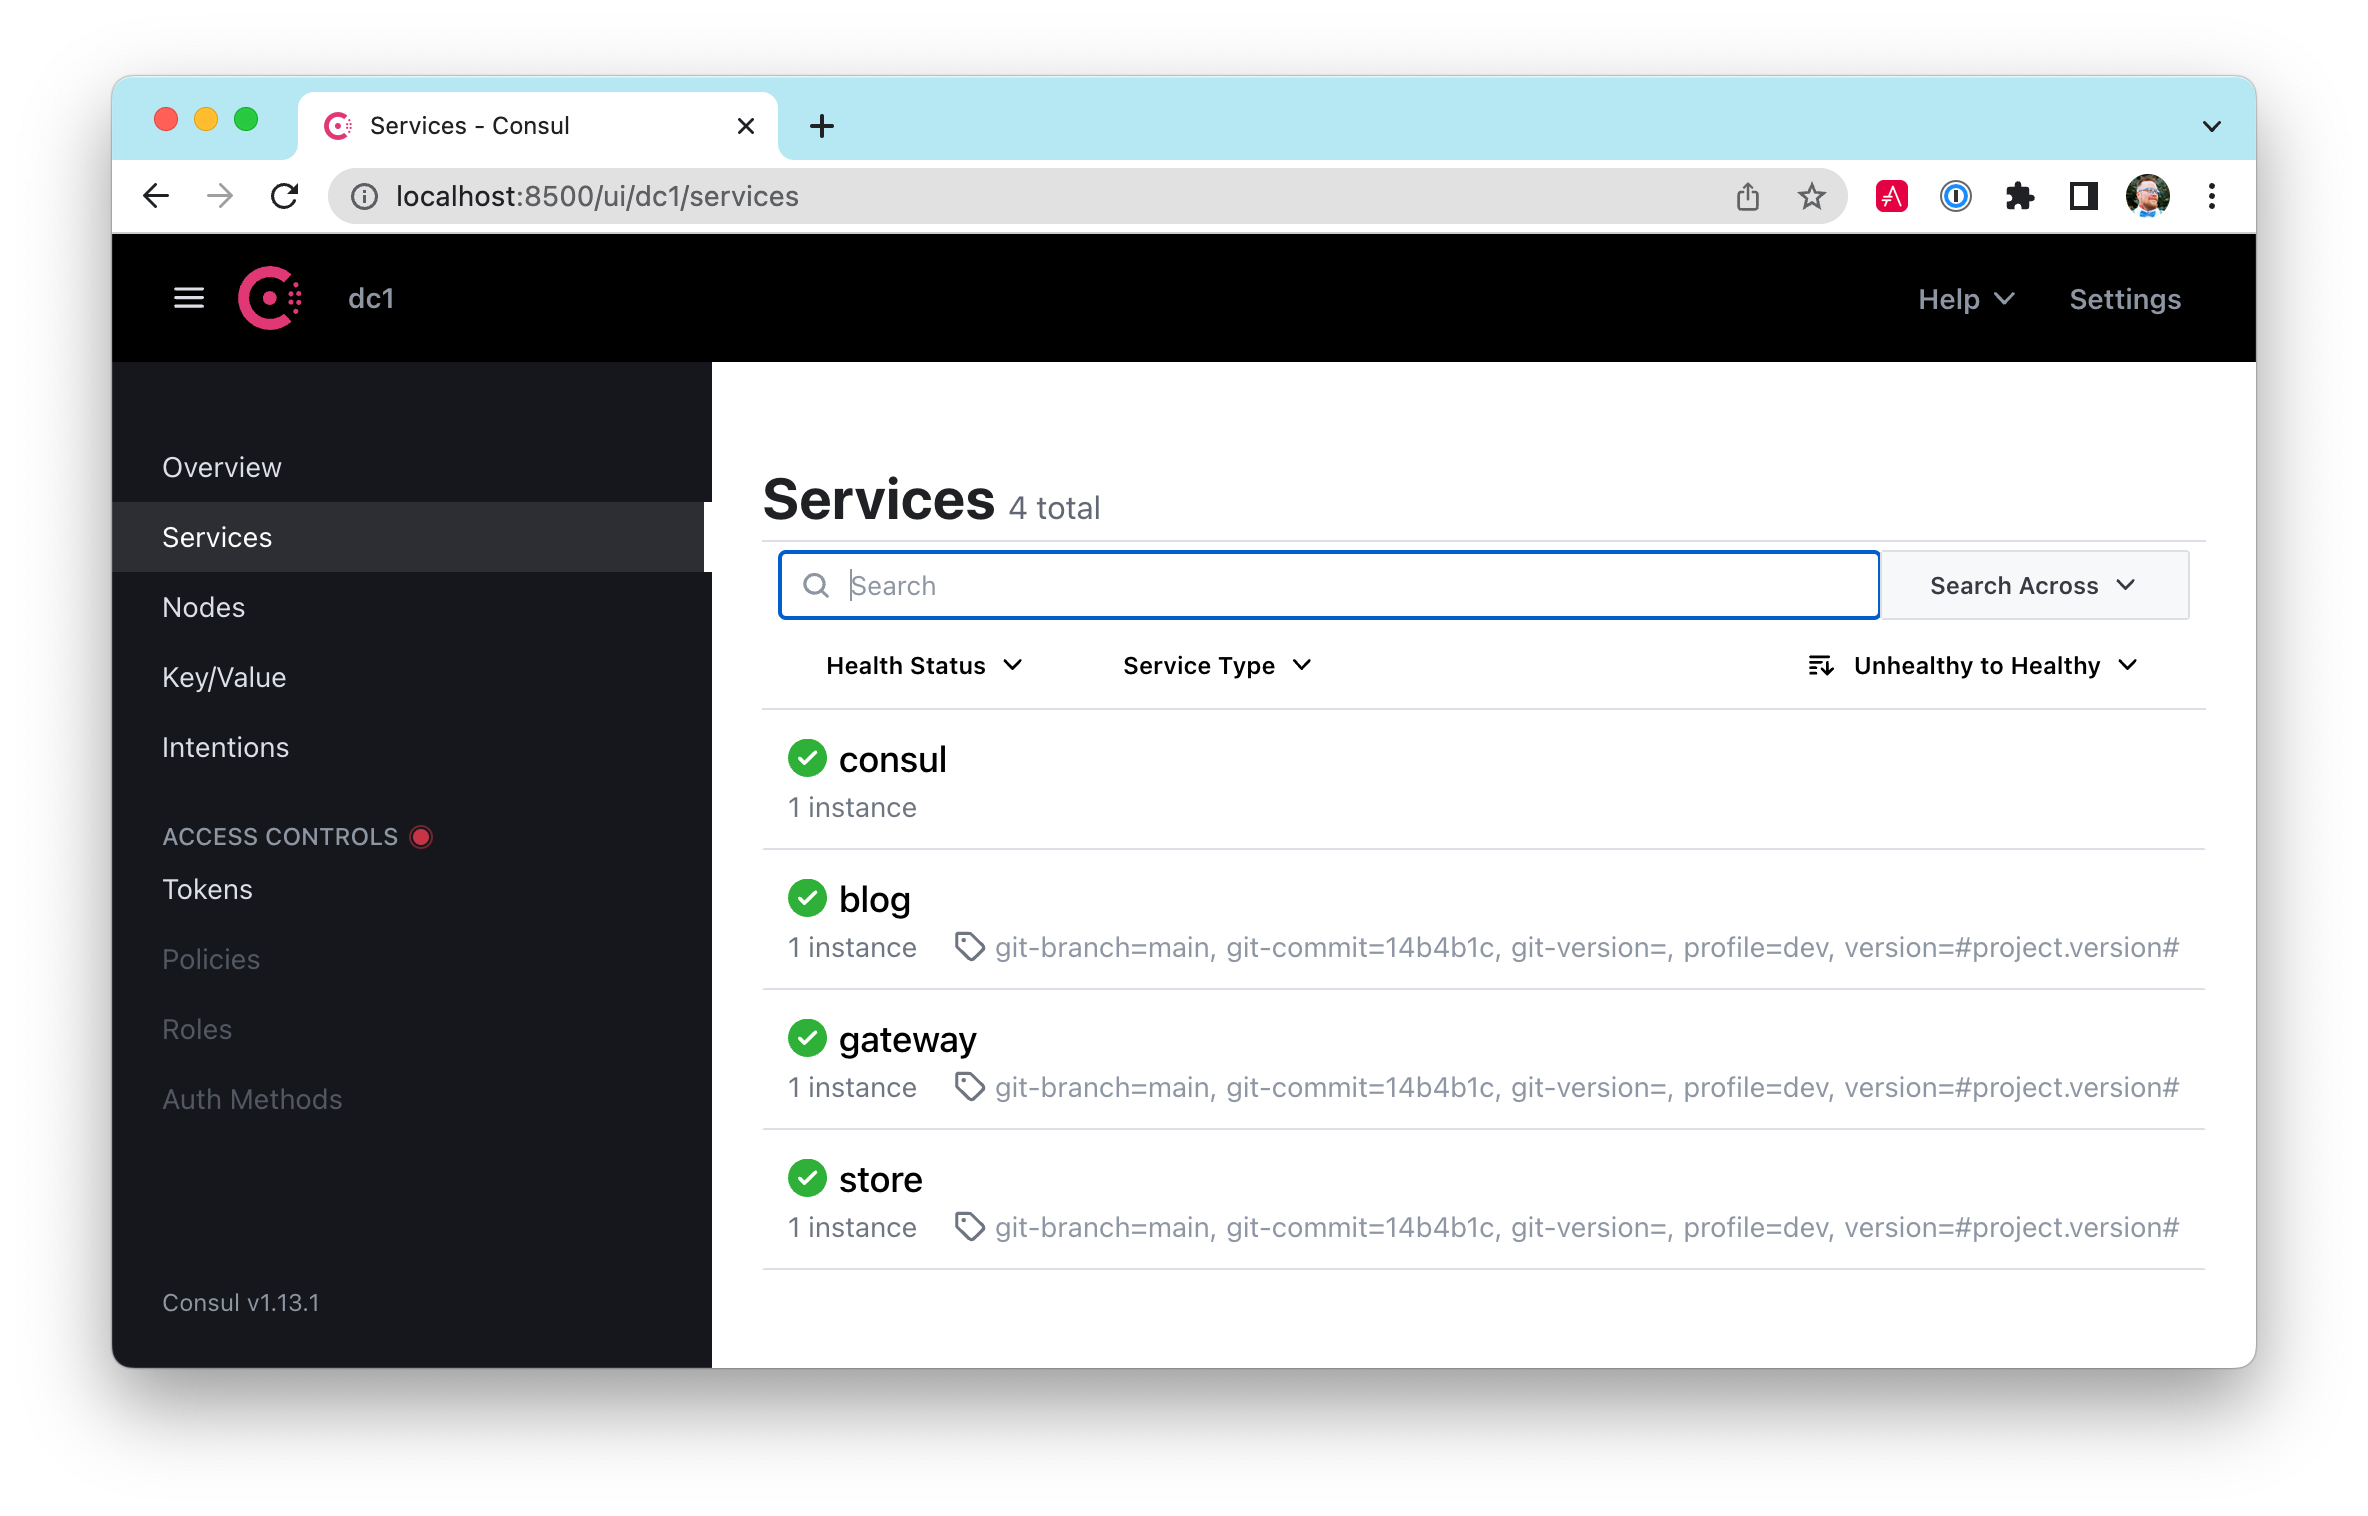 Services - Consul
localhost:8500/ui/dc1/services
dc1
Help
Settings
Overview
Services
Nodes
Key/Value
Intentions
ACCESS CONTROLS
Tokens
Policies
Roles
Auth Methods
Consul v1.13.1
Services 4 total
Search
Search Across
Health Status
Service Type
Unhealthy to Healthy
consul
1 instance
blog
1 instance git-branch=main, git-commit=14b4b1c, git-version=, profile=dev, version=#project.version#
gateway
1 instance git-branch=main, git-commit=14b4b1c, git-version=, profile=dev, version=#project.version#
store
1 instance git-branch=main, git-commit=14b4b1c, git-version=, profile=dev, version=#project.version#